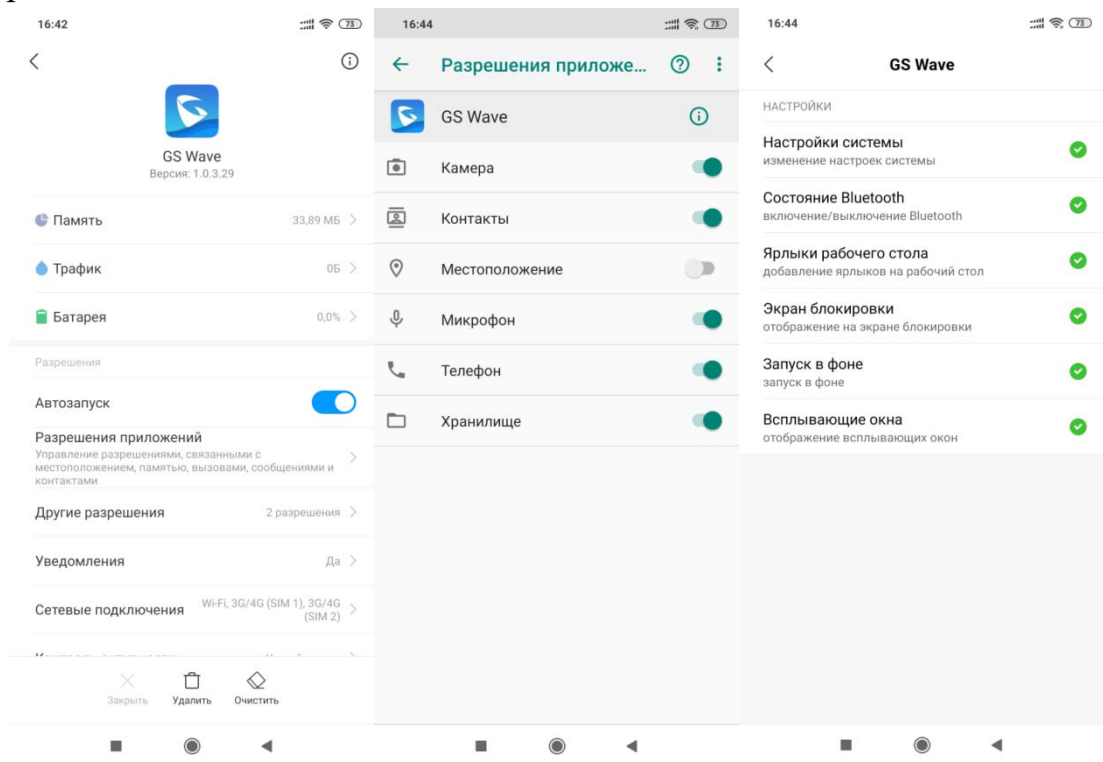 16:42
73
GS Wave
Версия: 1.0.3.29
Память 33,89 МБ
Трафик 0Б
Батарея 0,0%
Разрешения
Автозапуск
Разрешения приложений
Управление разрешениями, связанными с
местоположением, памятью, вызовами, сообщениями и
контактами
Другие разрешения 2 разрешения
Уведомления Да
Сетевые подключения Wi-Fi, 3G/4G (SIM 1), 3G/4G
(SIM 2)
Закрыть Удалить Очистить
16:44
73
Разрешения приложе...
GS Wave
Камера
Контакты
Местоположение
Микрофон
Телефон
Хранилище
16:44
73
GS Wave
НАСТРОЙКИ
Настройки системы
изменение настроек системы
Состояние Bluetooth
включение/выключение Bluetooth
Ярлыки рабочего стола
добавление ярлыков на рабочий стол
Экран блокировки
отображение на экране блокировки
Запуск в фоне
запуск в фоне
Всплывающие окна
отображение всплывающих окон